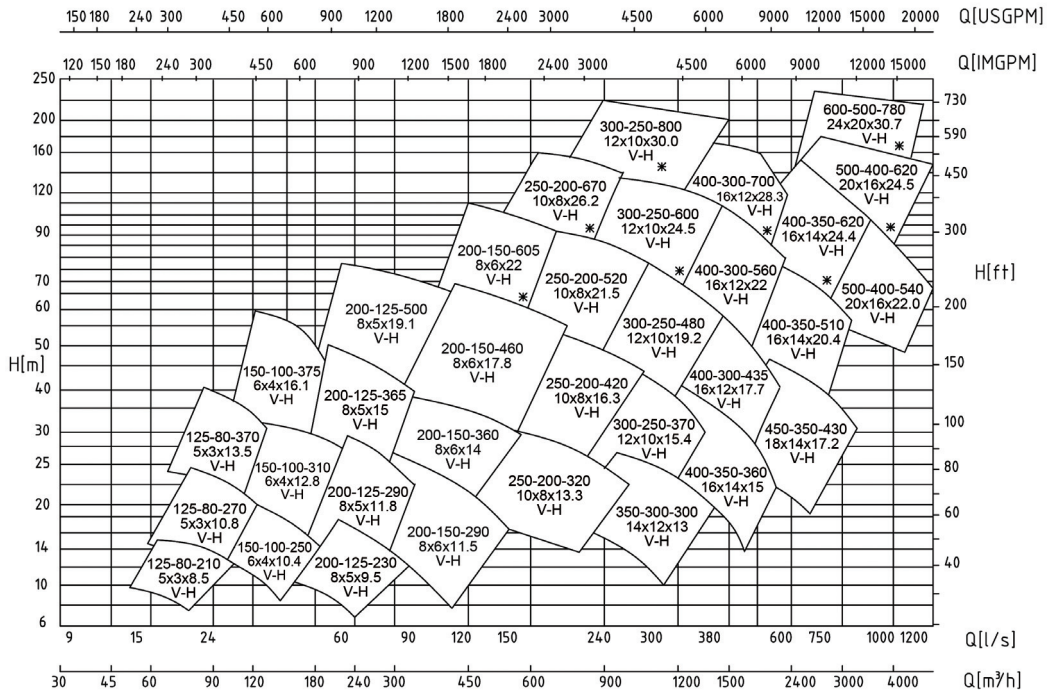 150 180 240 300 450 600 900 1200 1800 2400 3000 4500 6000 9000 12000 15000 20000 Q[USGPM]
120 150 180 240 300 450 600 900 1200 1500 1800 2400 3000 4500 6000 9000 12000 15000 Q[IMGPM]
250
730
600-500-780
24x20x30.7
V-H
*
200
300-250-800
12x10x30.0
V-H
*
590
160
500-400-620
20x16x24.5
V-H
*
450
400-300-700
16x12x28.3
V-H
*
250-200-670
10x8x26.2
V-H
*
120
300-250-600
12x10x24.5
V-H
*
400-350-620
16x14x24.4
V-H
*
90
300
200-150-605
8x6x22
V-H
*
400-300-560
16x12x22
V-H
250-200-520
10x8x21.5
V-H
H[ft]
70
500-400-540
20x16x22.0
V-H
60
200
200-125-500
8x5x19.1
V-H
300-250-480
12x10x19.2
V-H
400-350-510
16x14x20.4
V-H
50
200-150-460
8x6x17.8
V-H
H[m]
150
150-100-375
6x4x16.1
V-H
400-300-435
16x12x17.7
V-H
250-200-420
10x8x16.3
V-H
40
200-125-365
8x5x15
V-H
100
300-250-370
12x10x15.4
V-H
450-350-430
18x14x17.2
V-H
30
125-80-370
5x3x13.5
V-H
200-150-360
8x6x14
V-H
25
80
150-100-310
6x4x12.8
V-H
400-350-360
16x14x15
V-H
250-200-320
10x8x13.3
V-H
200-125-290
8x5x11.8
V-H
20
60
125-80-270
5x3x10.8
V-H
350-300-300
14x12x13
V-H
200-150-290
8x6x11.5
V-H
14
150-100-250
6x4x10.4
V-H
40
125-80-210
5x3x8.5
V-H
200-125-230
8x5x9.5
V-H
10
6
9 15 24 60 90 120 150 240 300 380 600 750 1000 1200 Q[l/s]
30 45 60 90 120 180 240 300 450 600 900 1200 1500 2400 3000 4000 Q[m³/h]